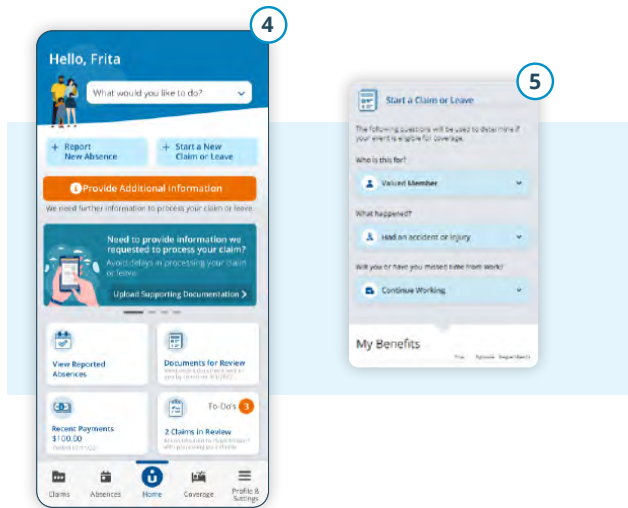 4
Hello, Frita
What would you like to do?
+ Report
New Absence
+ Start a New
Claim or Leave
Provide Additional Information
We need further information to process your claim or leave.
Need to provide information we
requested to process your claim?
Avoid delays in processing your claim
or leave.
Upload Supporting Documentation >
View Reported
Absences
Documents for Review
Recent Payments
$100.00
To-Do's 3
2 Claims in Review
Claims
Absences
Home
Coverage
Profile &
Settings
5
Start a Claim or Leave
The following questions will be used to determine if
your event is eligible for coverage.
Who is this for?
Valued Member
What happened?
Had an accident or injury
Will you or have you missed time from work?
Continue Working
My Benefits